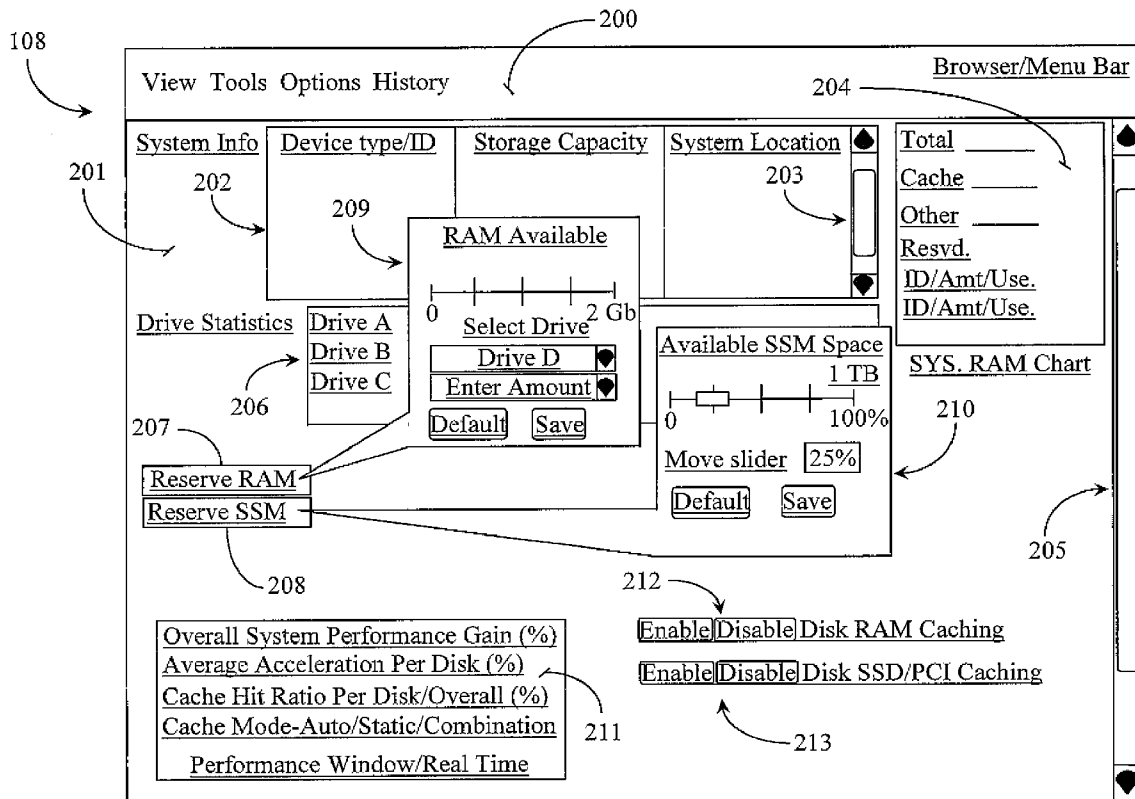 200
108
Browser/Menu Bar
View Tools Options History
204
System Info
Device type/ID
Storage Capacity
System Location
Total
201
202
203
Cache
209
Other
RAM Available
Resvd.
ID/Amt/Use.
ID/Amt/Use.
0
2 Gb
Drive Statistics
Drive A
Drive B
Drive C
Select Drive
Drive D
Enter Amount
Default Save
Available SSM Space
1 TB
0
100%
SYS. RAM Chart
206
210
207
Move slider 25%
Default Save
Reserve RAM
Reserve SSM
205
208
212
Overall System Performance Gain (%)
Average Acceleration Per Disk (%)
Cache Hit Ratio Per Disk/Overall (%)
Cache Mode-Auto/Static/Combination
Performance Window/Real Time
211
Enable Disable Disk RAM Caching
Enable Disable Disk SSD/PCI Caching
213